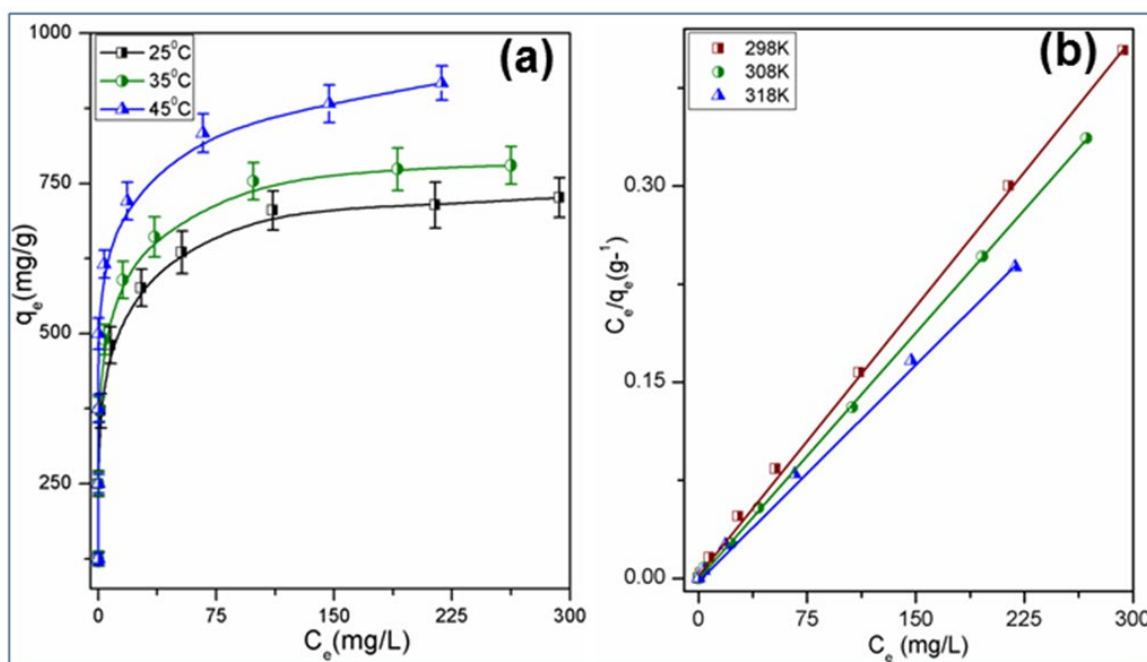 (a)
25⁰C
35⁰C
45⁰C
1000
750
500
250
qₑ(mg/g)
0 75 150 225 300
Cₑ(mg/L)
(b)
298K
308K
318K
0.30
0.15
0.00
Cₑ/qₑ(g⁻¹)
0 75 150 225 300
Cₑ (mg/L)